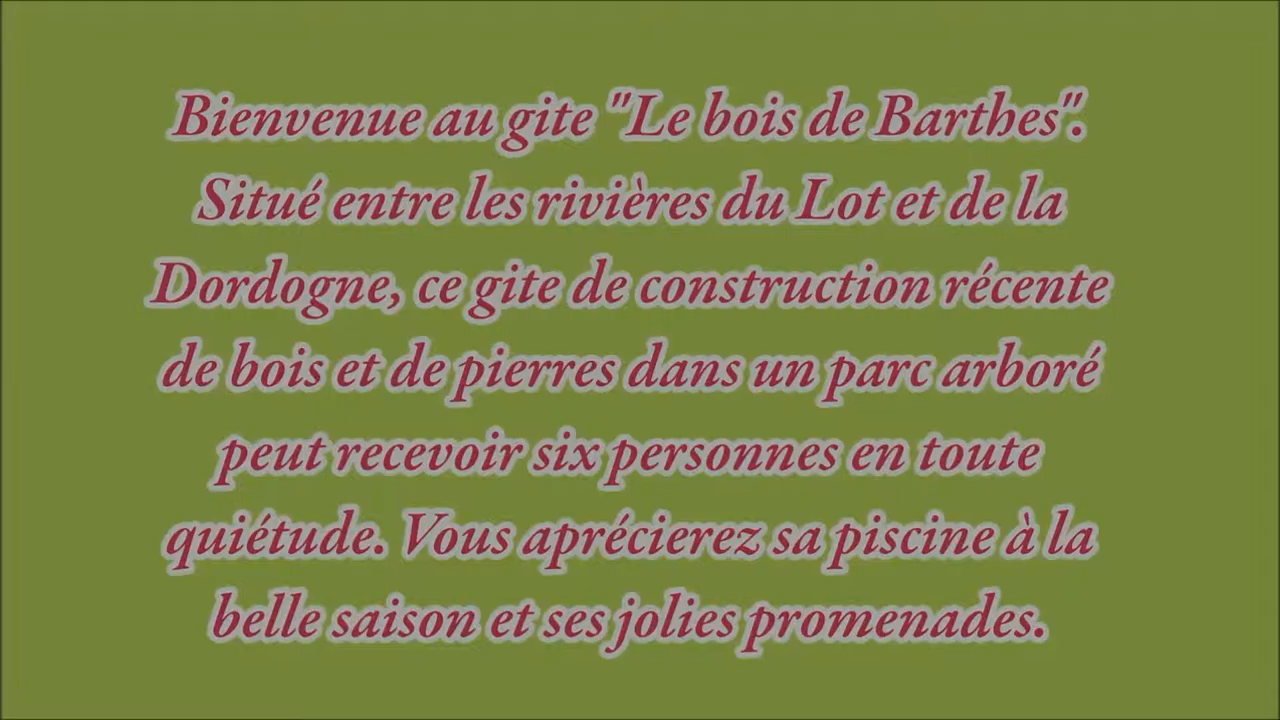 Bienvenue au gite "Le bois de Barthes".
Situé entre les rivières du Lot et de la
Dordogne, ce gite de construction récente
de bois et de pierres dans un parc arboré
peut recevoir six personnes en toute
quiétude. Vous aprécierez sa piscine à la
belle saison et ses jolies promenades.